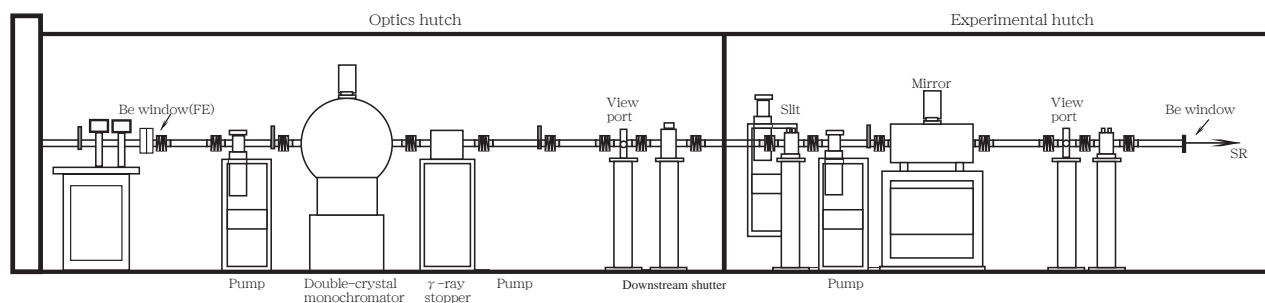 Optics hutch
Experimental hutch
Be window(FE)
View
port
Slit
Mirror
View
port
Be window
SR
Pump
Double-crystal
monochromator
γ-ray
stopper
Pump
Downstream shutter
Pump